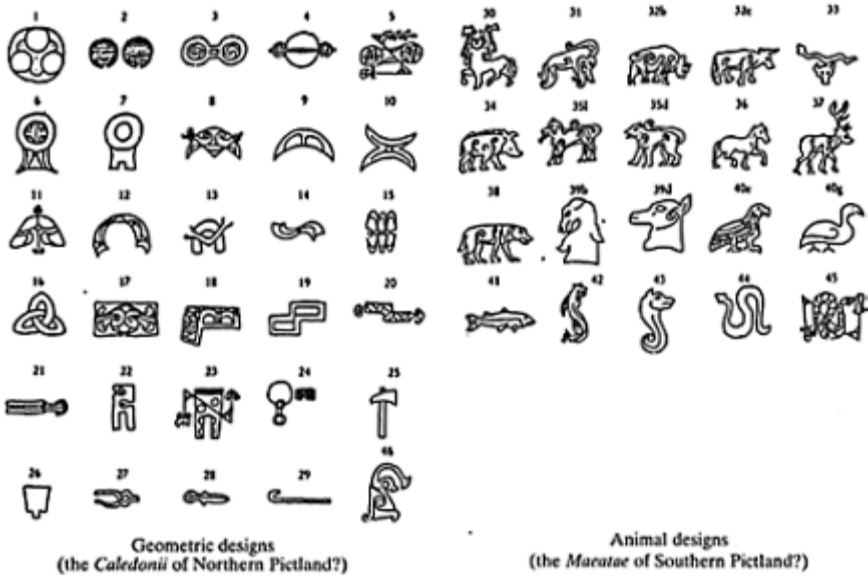 1 2 3 4 5
6 7 8 9 10
11 12 13 14 15
16 17 18 19 20
21 22 23 24 25
26 27 28 29 46
Geometric designs
(the Caledonii of Northern Pictland?)
30 31 32b 32c 33
34 35l 35d 36 37
38 39b 39d 40e 40g
41 42 43 44 45
Animal designs
(the Maeatae of Southern Pictland?)